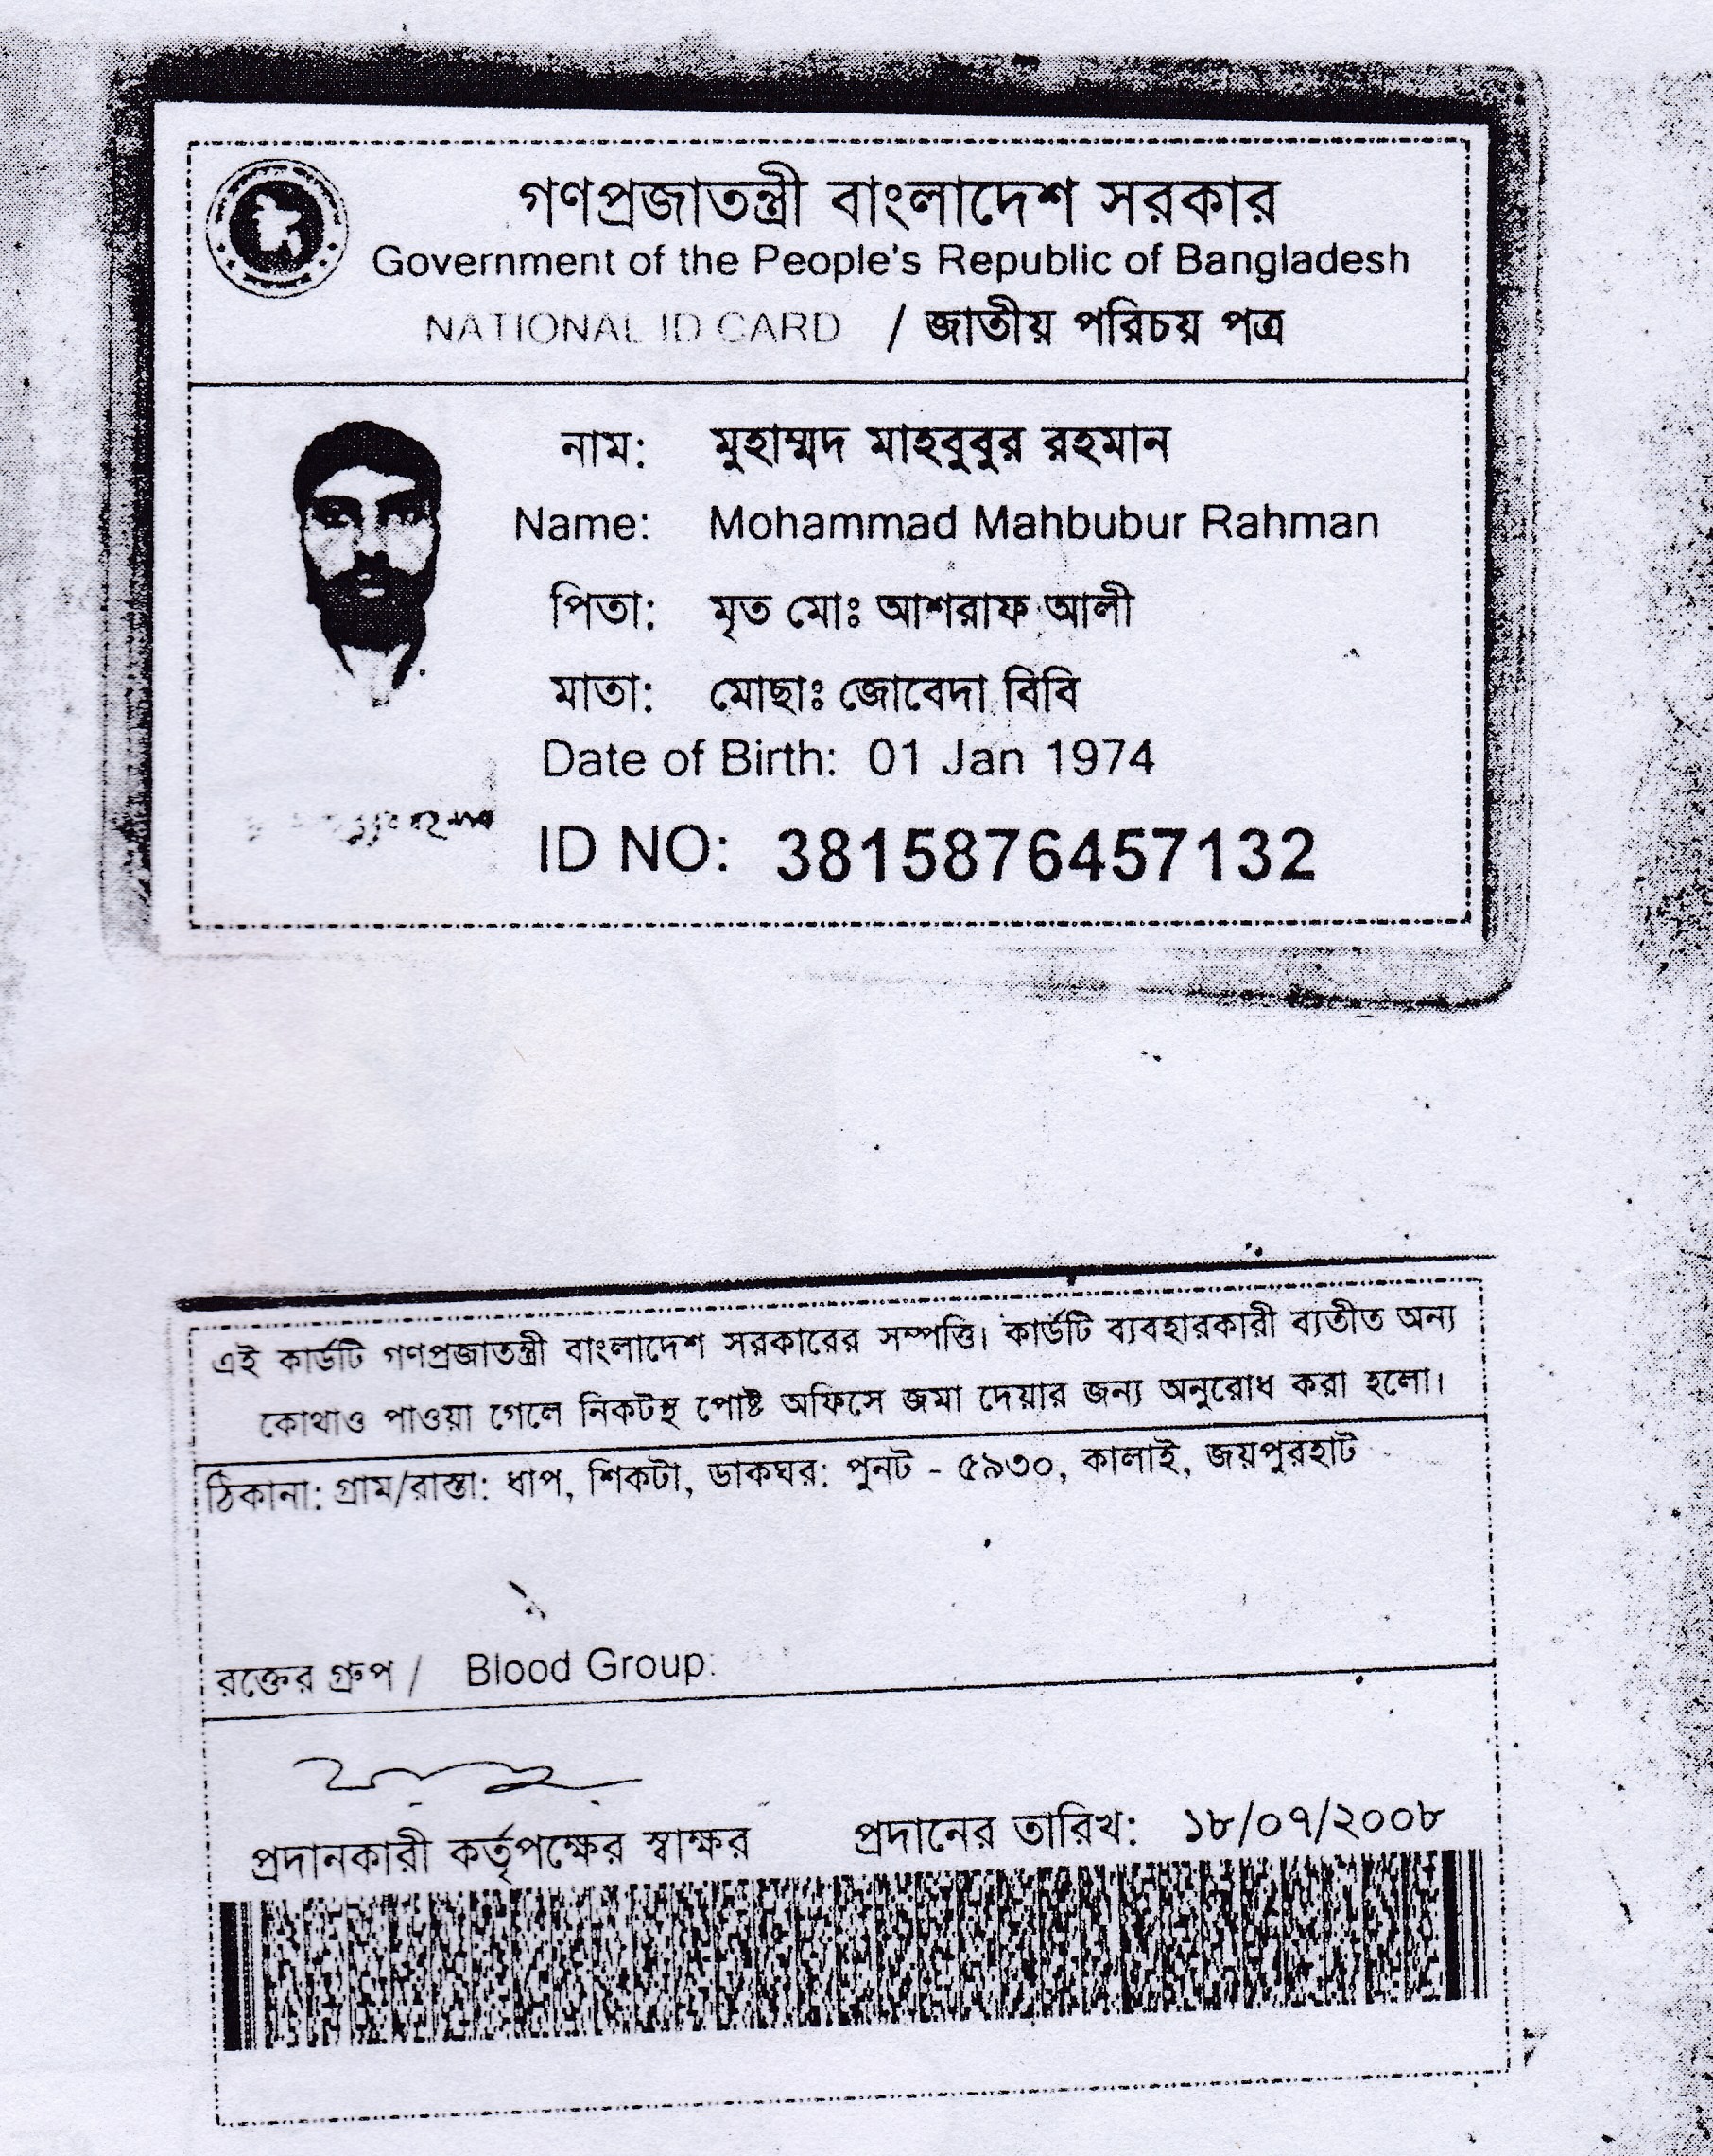 গণপ্রজাতন্ত্রী বাংলাদেশ সরকার
Government of the People's Republic of Bangladesh
NATIONAL ID CARD / জাতীয় পরিচয় পত্র
নাম: মুহাম্মদ মাহবুবুর রহমান
Name: Mohammad Mahbubur Rahman
পিতা: মৃত মোঃ আশরাফ আলী
মাতা: মোছাঃ জোবেদা বিবি
Date of Birth: 01 Jan 1974
ID NO: 3815876457132
এই কার্ডটি গণপ্রজাতন্ত্রী বাংলাদেশ সরকারের সম্পত্তি। কার্ডটি ব্যবহারকারী ব্যতীত অন্য
কোথাও পাওয়া গেলে নিকটস্থ পোষ্ট অফিসে জমা দেয়ার জন্য অনুরোধ করা হলো।
ঠিকানা: গ্রাম/রাস্তা: ধাপ, শিকটা, ডাকঘর: পুনট - ৫৯৩০, কালাই, জয়পুরহাট
রক্তের গ্রুপ / Blood Group:
প্রদানকারী কর্তৃপক্ষের স্বাক্ষর প্রদানের তারিখ: ১৮/০৭/২০০৮